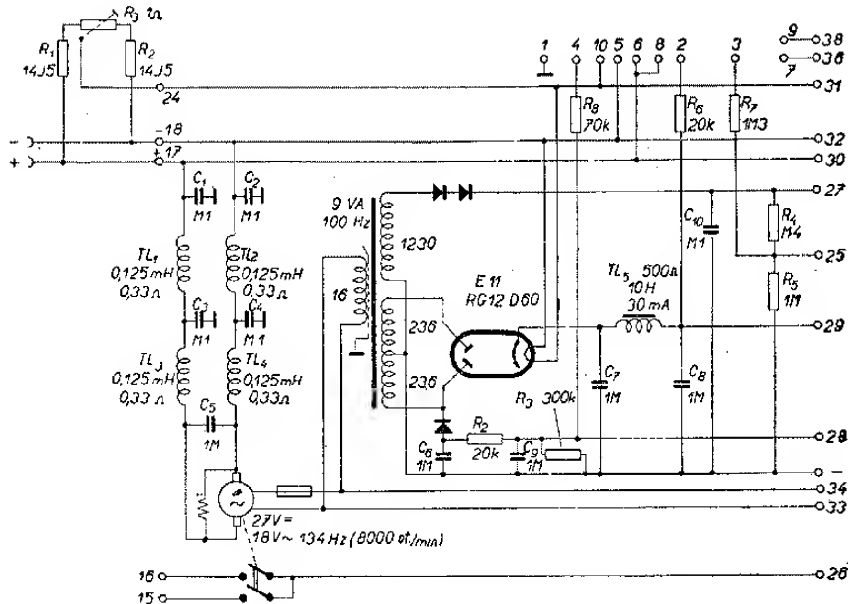 R3 2Ω
R1
14J5
R2
14J5
24
1 4 10 5 6 8 2 3
9 38
7 36
31
R8
70k
R6
20k
R7
1M3
-18
32
+17
30
- +
C1
M1
C2
M1
27
9 VA
100 Hz
1230
C10
M1
R4
M4
TL1
0,125mH
0,33Ω
TL2
0,125mH
0,33Ω
16
25
E 11
RG12 D60
TL5 500Ω
10H
30 mA
R5
1M
C3
M1
C4
M1
236
29
TL3
0,125mH
0,33Ω
TL4
0,125mH
0,33Ω
236
C7
1M
C8
1M
R3 300k
C5
1M
R2
20k
28
C6
1M
C9
1M
-
34
33
27V=
18V~ 134Hz (8000 ot/min)
16
26
15